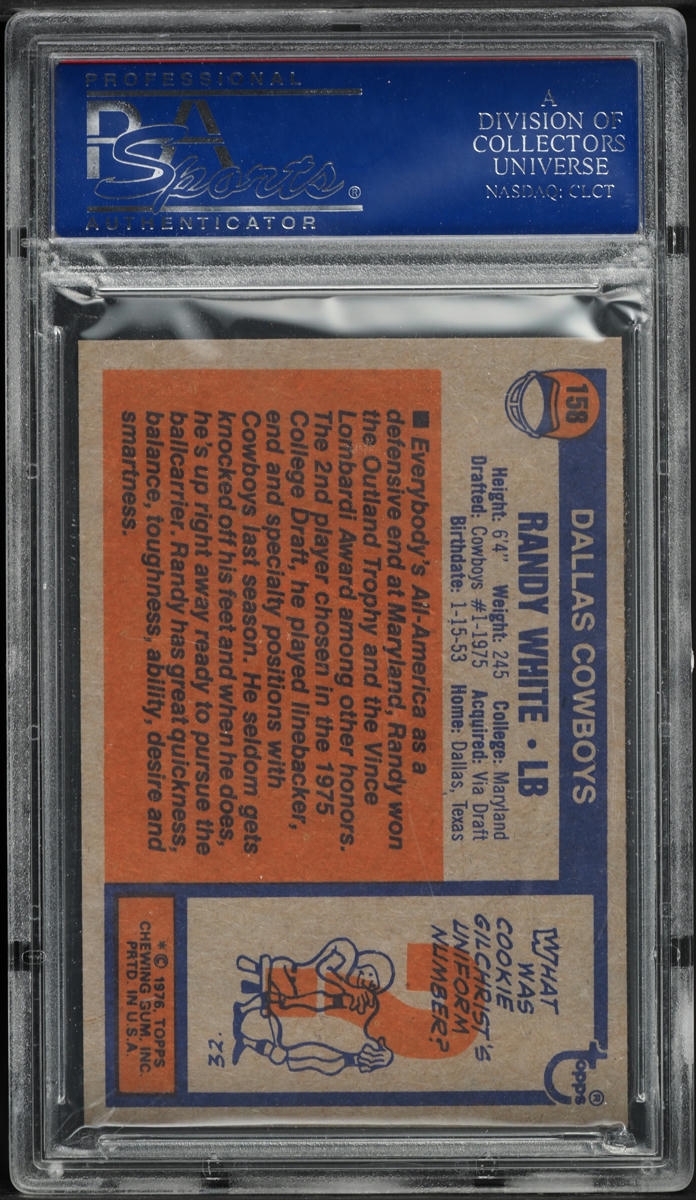 PROFESSIONAL
PSA
Sports®
AUTHENTICATOR
A
DIVISION OF
COLLECTORS
UNIVERSE
NASDAQ: CLCT
158
DALLAS COWBOYS
RANDY WHITE • LB
Height: 6'4" Weight: 245 College: Maryland
Drafted: Cowboys #1-1975 Acquired: Via Draft
Birthdate: 1-15-53 Home: Dallas, Texas
■ Everybody's All-America as a
defensive end at Maryland, Randy won
the Outland Trophy and the Vince
Lombardi Award among other honors.
The 2nd player chosen in the 1975
College Draft, he played linebacker,
end and specialty positions with
Cowboys last season. He seldom gets
knocked off his feet and when he does,
he's up right away ready to pursue the
ballcarrier. Randy has great quickness,
balance, toughness, ability, desire and
smartness.
topps®
WHAT
WAS
COOKIE
GILCHRIST'S
UNIFORM
NUMBER?
32.
* © 1976, TOPPS
CHEWING GUM, INC.
PRTD. IN U.S.A.